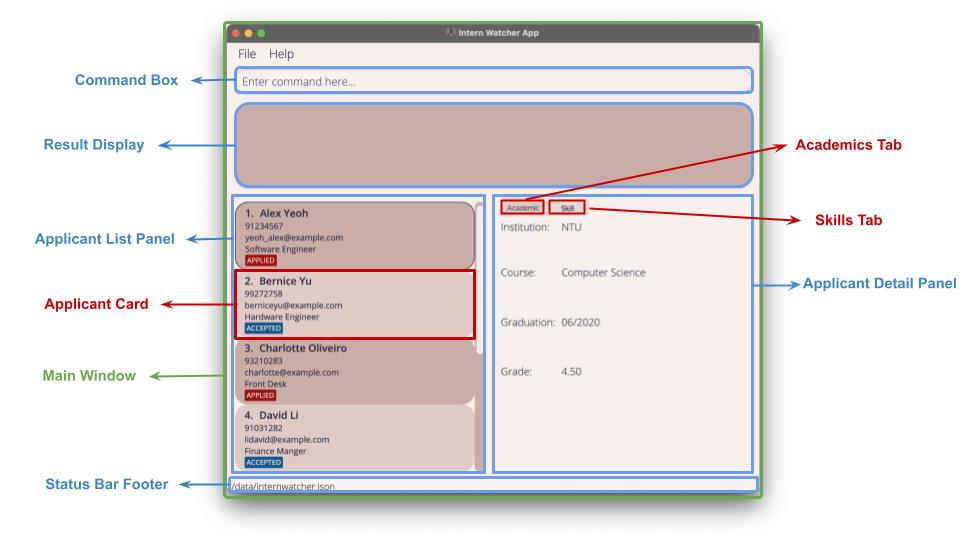 Intern Watcher App
File Help
Command Box
Enter command here...
Result Display
Academics Tab
Skills Tab
Applicant List Panel
Applicant Card
Main Window
Status Bar Footer
Applicant Detail Panel
1. Alex Yeoh
91234567
yeoh_alex@example.com
Software Engineer
APPLIED
2. Bernice Yu
99272758
berniceyu@example.com
Hardware Engineer
ACCEPTED
3. Charlotte Oliveiro
93210283
charlotte@example.com
Front Desk
APPLIED
4. David Li
91031282
lidavid@example.com
Finance Manger
ACCEPTED
Academic Skill
Institution: NTU
Course: Computer Science
Graduation: 06/2020
Grade: 4.50
/data/internwatcher.json